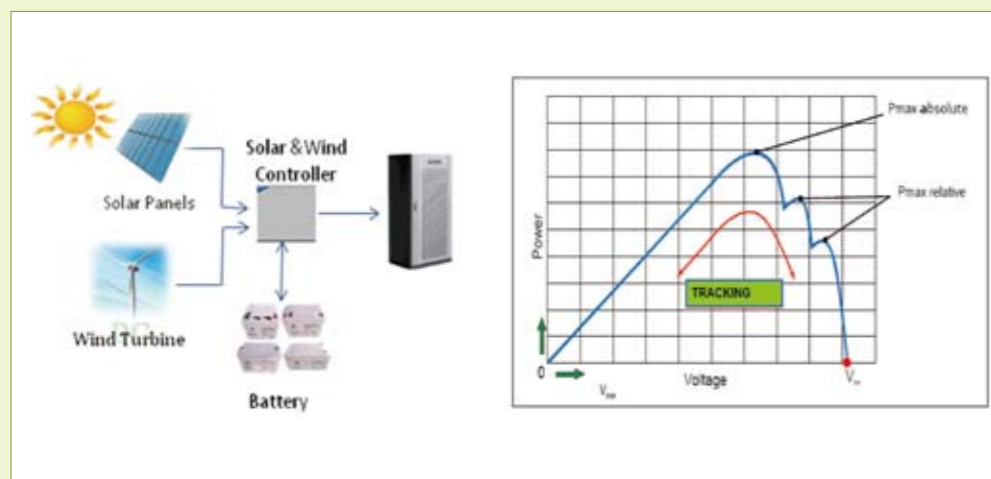 Solar & Wind
Controller
Solar Panels
Wind Turbine
Battery
Pmax absolute
Pmax relative
Power
TRACKING
0
Voltage